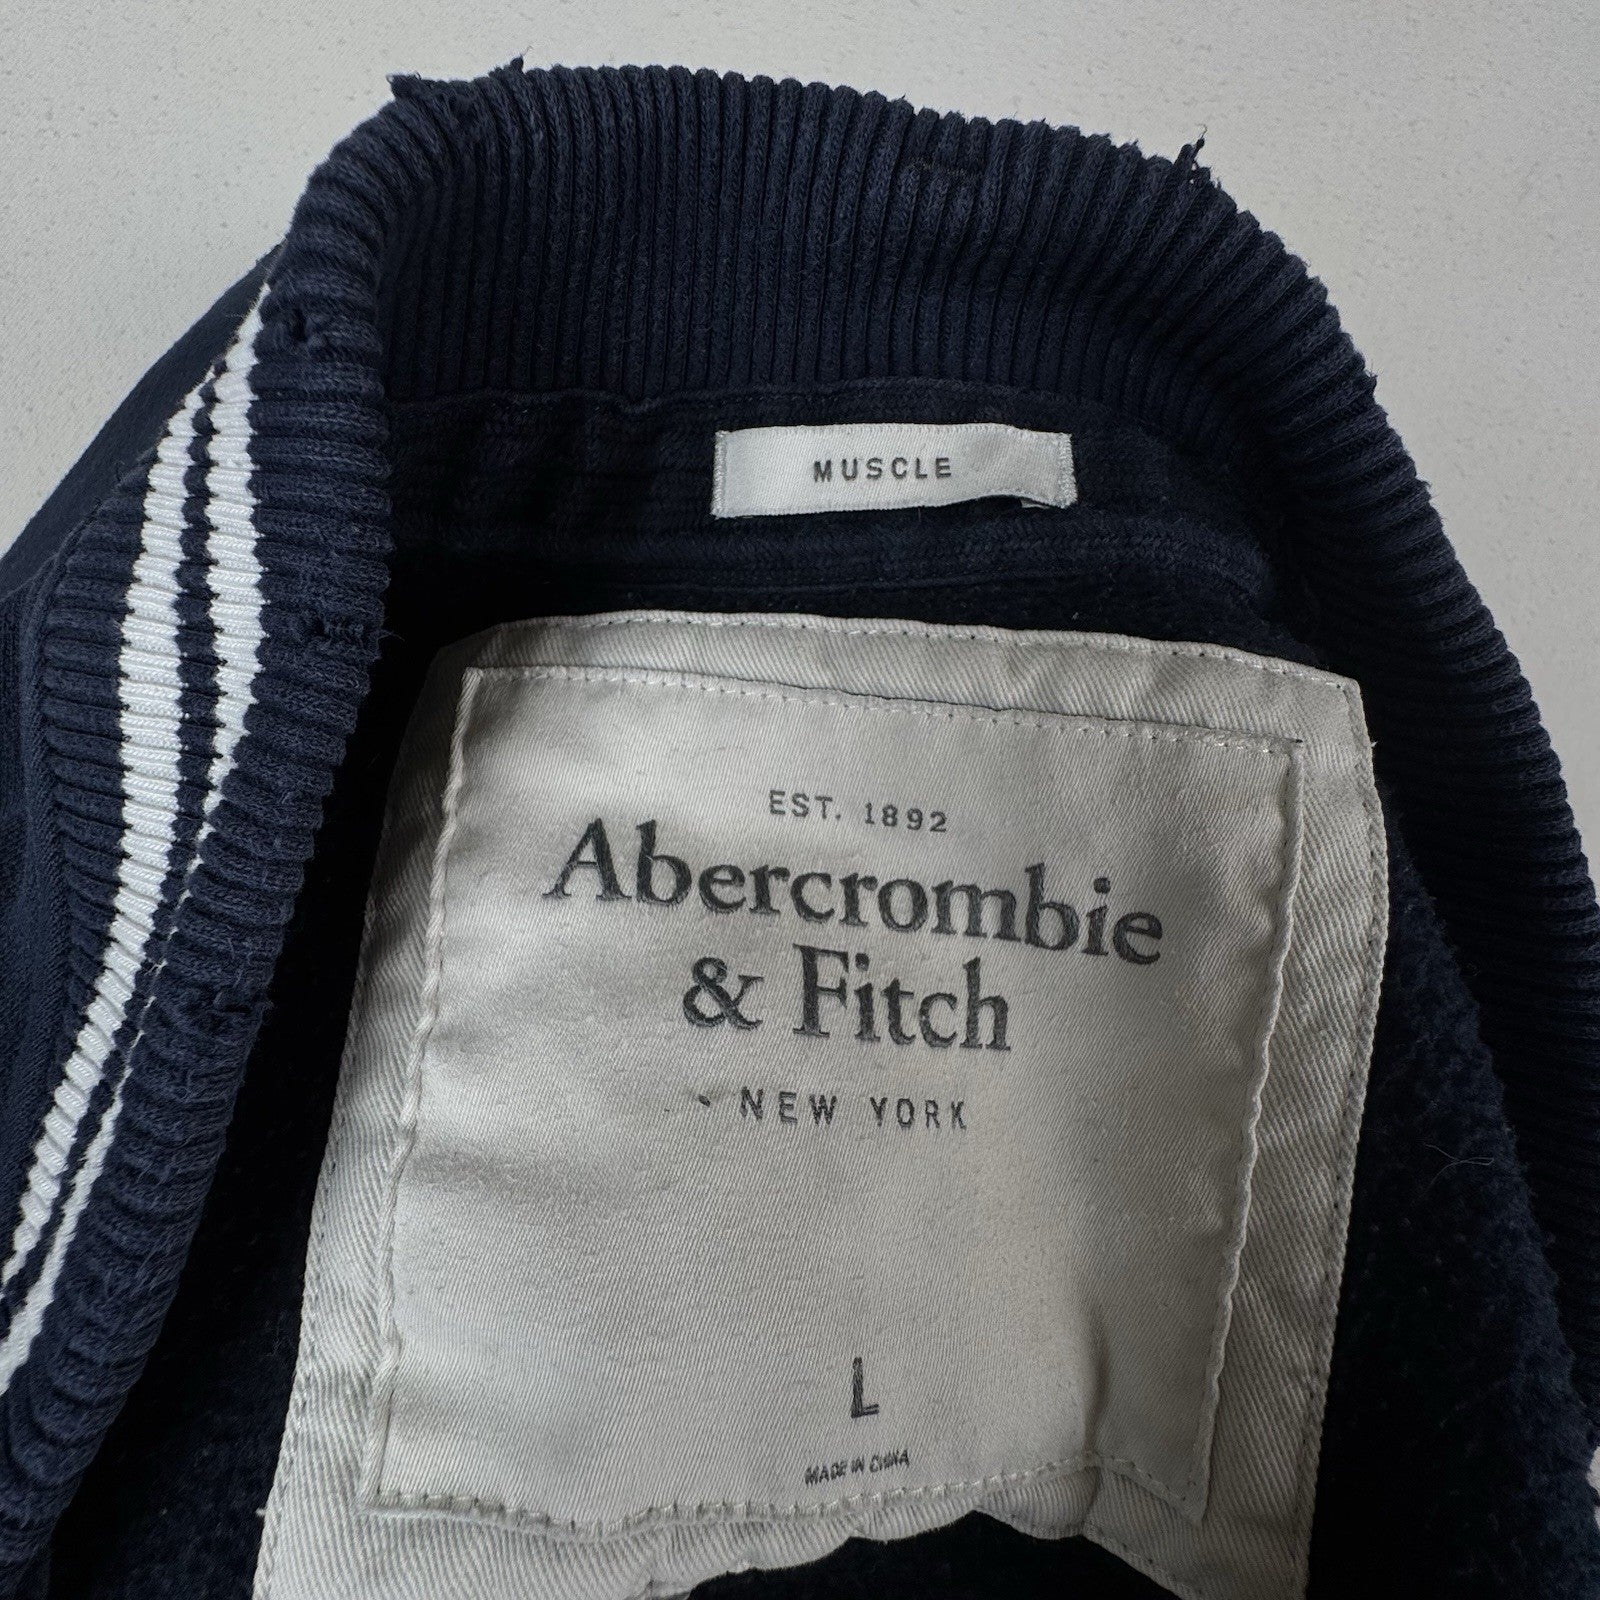 MUSCLE
EST. 1892
Abercrombie
& Fitch
NEW YORK
L
MADE IN CHINA